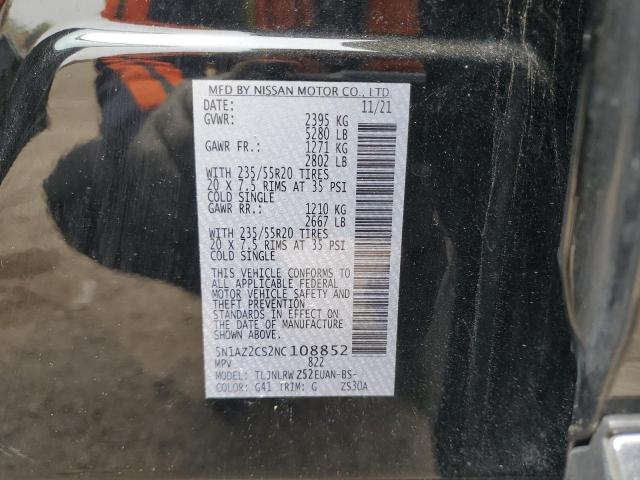 MFD BY NISSAN MOTOR CO., LTD
DATE: 11/21
GVWR: 2395 KG
5280 LB
GAWR FR.: 1271 KG
2802 LB
WITH 235/55R20 TIRES
20 X 7.5 RIMS AT 35 PSI
COLD SINGLE
GAWR RR.: 1210 KG
2667 LB
WITH 235/55R20 TIRES
20 X 7.5 RIMS AT 35 PSI
COLD SINGLE
THIS VEHICLE CONFORMS TO
ALL APPLICABLE FEDERAL
MOTOR VEHICLE SAFETY AND
THEFT PREVENTION
STANDARDS IN EFFECT ON
THE DATE OF MANUFACTURE
SHOWN ABOVE.
5N1AZ2CS2NC108852
MPV 822
MODEL: TLJNLRW Z52EUAN-BS-
COLOR: G41 TRIM: G ZS30A